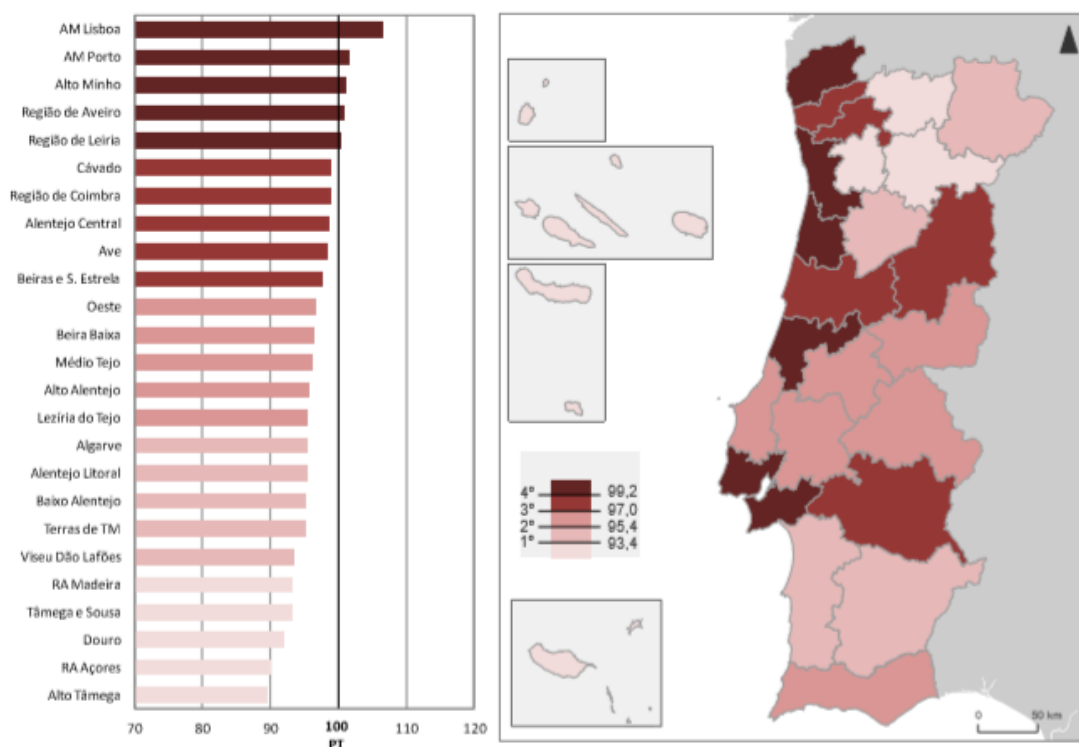 AM Lisboa
AM Porto
Alto Minho
Região de Aveiro
Região de Leiria
Cávado
Região de Coimbra
Alentejo Central
Ave
Beiras e S. Estrela
Oeste
Beira Baixa
Médio Tejo
Alto Alentejo
Lezíria do Tejo
Algarve
Alentejo Litoral
Baixo Alentejo
Terras de TM
Viseu Dão Lafões
RA Madeira
Tâmega e Sousa
Douro
RA Açores
Alto Tâmega
70 80 90 100 110 120
PT
4º 99,2
3º 97,0
2º 95,4
1º 93,4
0 50 km